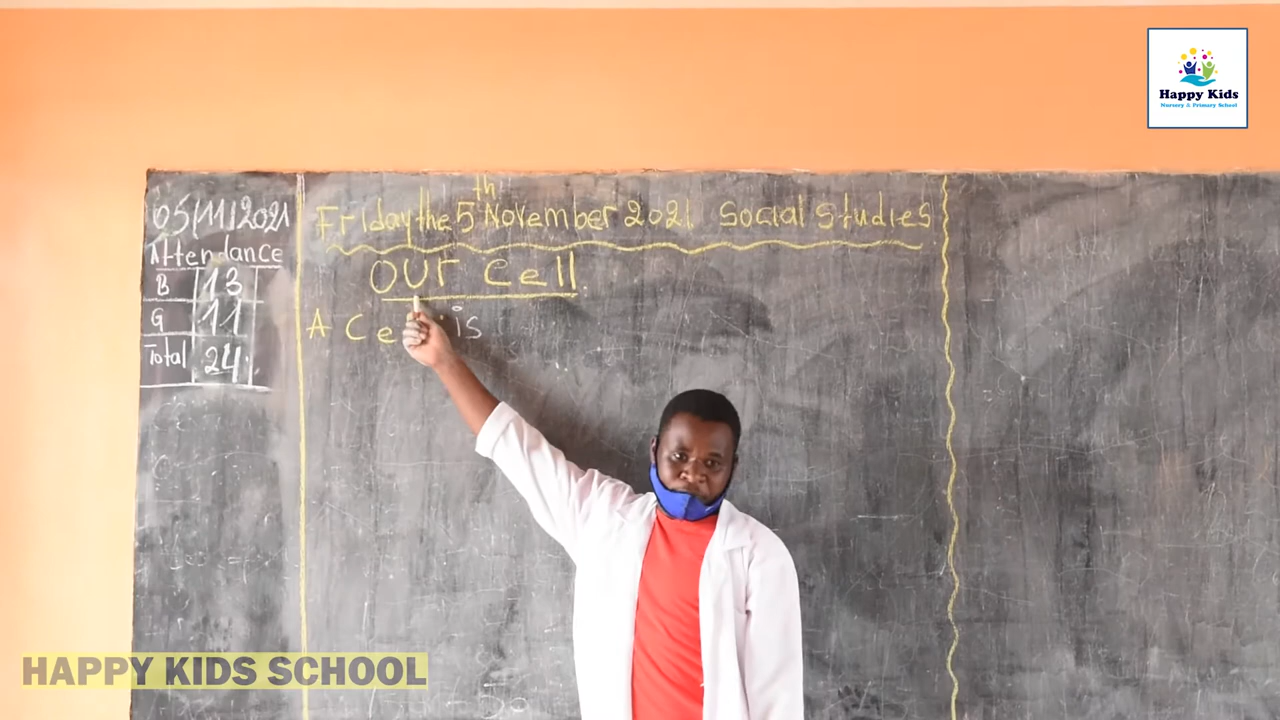 Happy Kids
Nursery & Primary School
05/11/2021
Attendance
B 13
G 11
Total 24
Friday the 5th November 2021. Social Studies
OUr Cell.
A Cell is
HAPPY KIDS SCHOOL